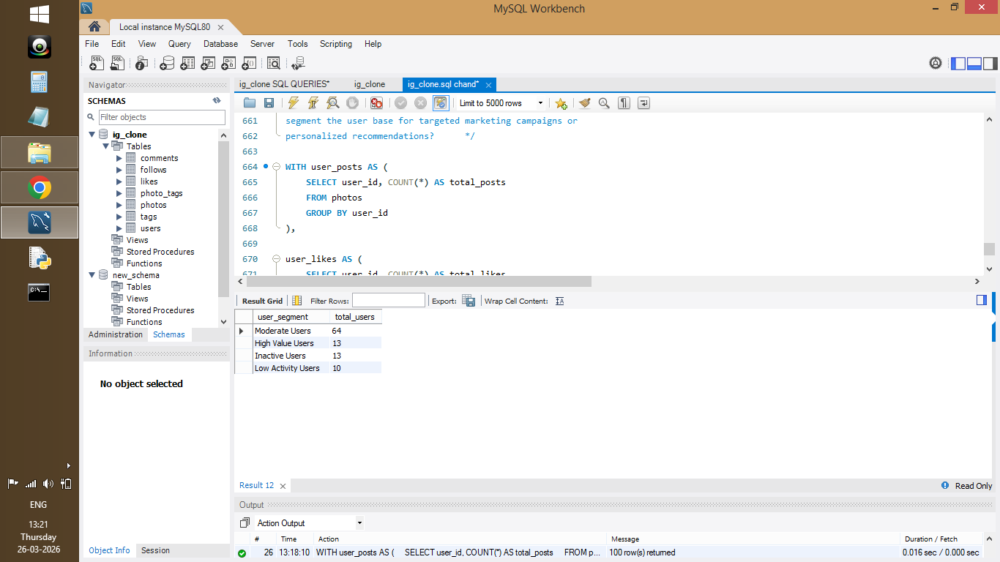 MySQL Workbench
Local instance MySQL80
File Edit View Query Database Server Tools Scripting Help
Navigator
SCHEMAS
Filter objects
ig_clone
Tables
comments
follows
likes
photo_tags
photos
tags
users
Views
Stored Procedures
Functions
new_schema
Tables
Views
Stored Procedures
Functions
Administration Schemas
Information
No object selected
Object Info Session
ig_clone SQL QUERIES* ig_clone ig_clone.sql chand*
Limit to 5000 rows
661 segment the user base for targeted marketing campaigns or
662 personalized recommendations? */
663
664 WITH user_posts AS (
665 SELECT user_id, COUNT(*) AS total_posts
666 FROM photos
667 GROUP BY user_id
668 ),
669
670 user_likes AS (
671 SELECT user_id, COUNT(*) AS total_likes
Result Grid Filter Rows: Export: Wrap Cell Content:
user_segment total_users
Moderate Users 64
High Value Users 13
Inactive Users 13
Low Activity Users 10
Result 12 Read Only
Output
Action Output
# Time Action Message Duration / Fetch
26 13:18:10 WITH user_posts AS ( SELECT user_id, COUNT(*) AS total_posts FROM p... 100 row(s) returned 0.016 sec / 0.000 sec
ENG
13:21
Thursday
26-03-2026